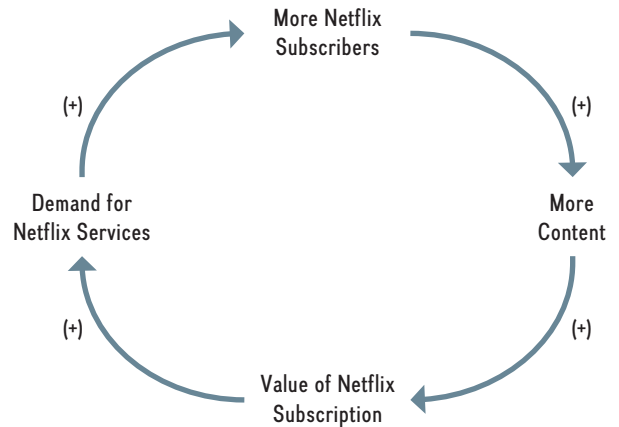 More Netflix
Subscribers
(+)
(+)
Demand for
Netflix Services
More
Content
(+)
(+)
Value of Netflix
Subscription